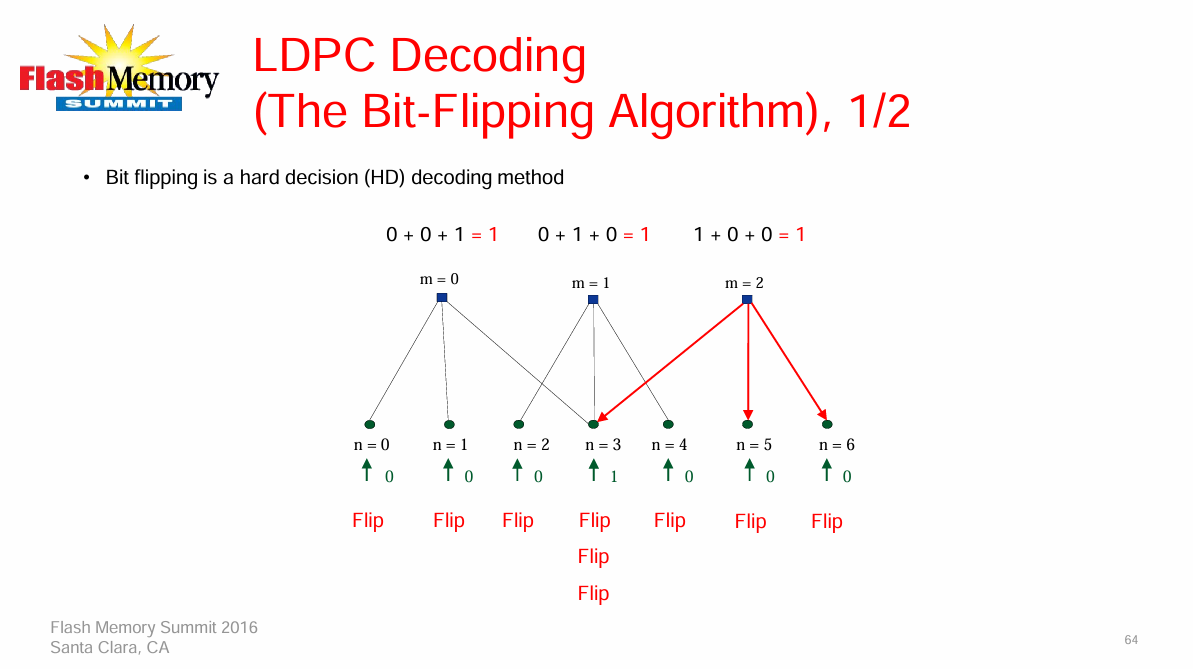 Flash Memory
SUMMIT
LDPC Decoding
(The Bit-Flipping Algorithm), 1/2
• Bit flipping is a hard decision (HD) decoding method
0 + 0 + 1 = 1 0 + 1 + 0 = 1 1 + 0 + 0 = 1
m = 0 m = 1 m = 2
n = 0 n = 1 n = 2 n = 3 n = 4 n = 5 n = 6
0 0 0 1 0 0 0
Flip Flip Flip Flip Flip Flip Flip
Flip
Flip
Flash Memory Summit 2016
Santa Clara, CA
64